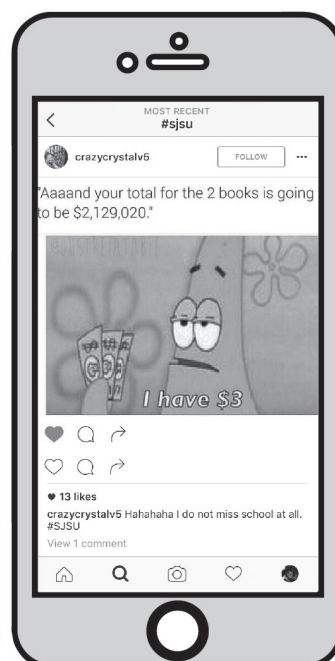 MOST RECENT
#sjsu
crazycrystalv5
FOLLOW
"Aaaand your total for the 2 books is going
to be $2,129,020."
I have $3
13 likes
crazycrystalv5 Hahahaha I do not miss school at all.
#SJSU
View 1 comment